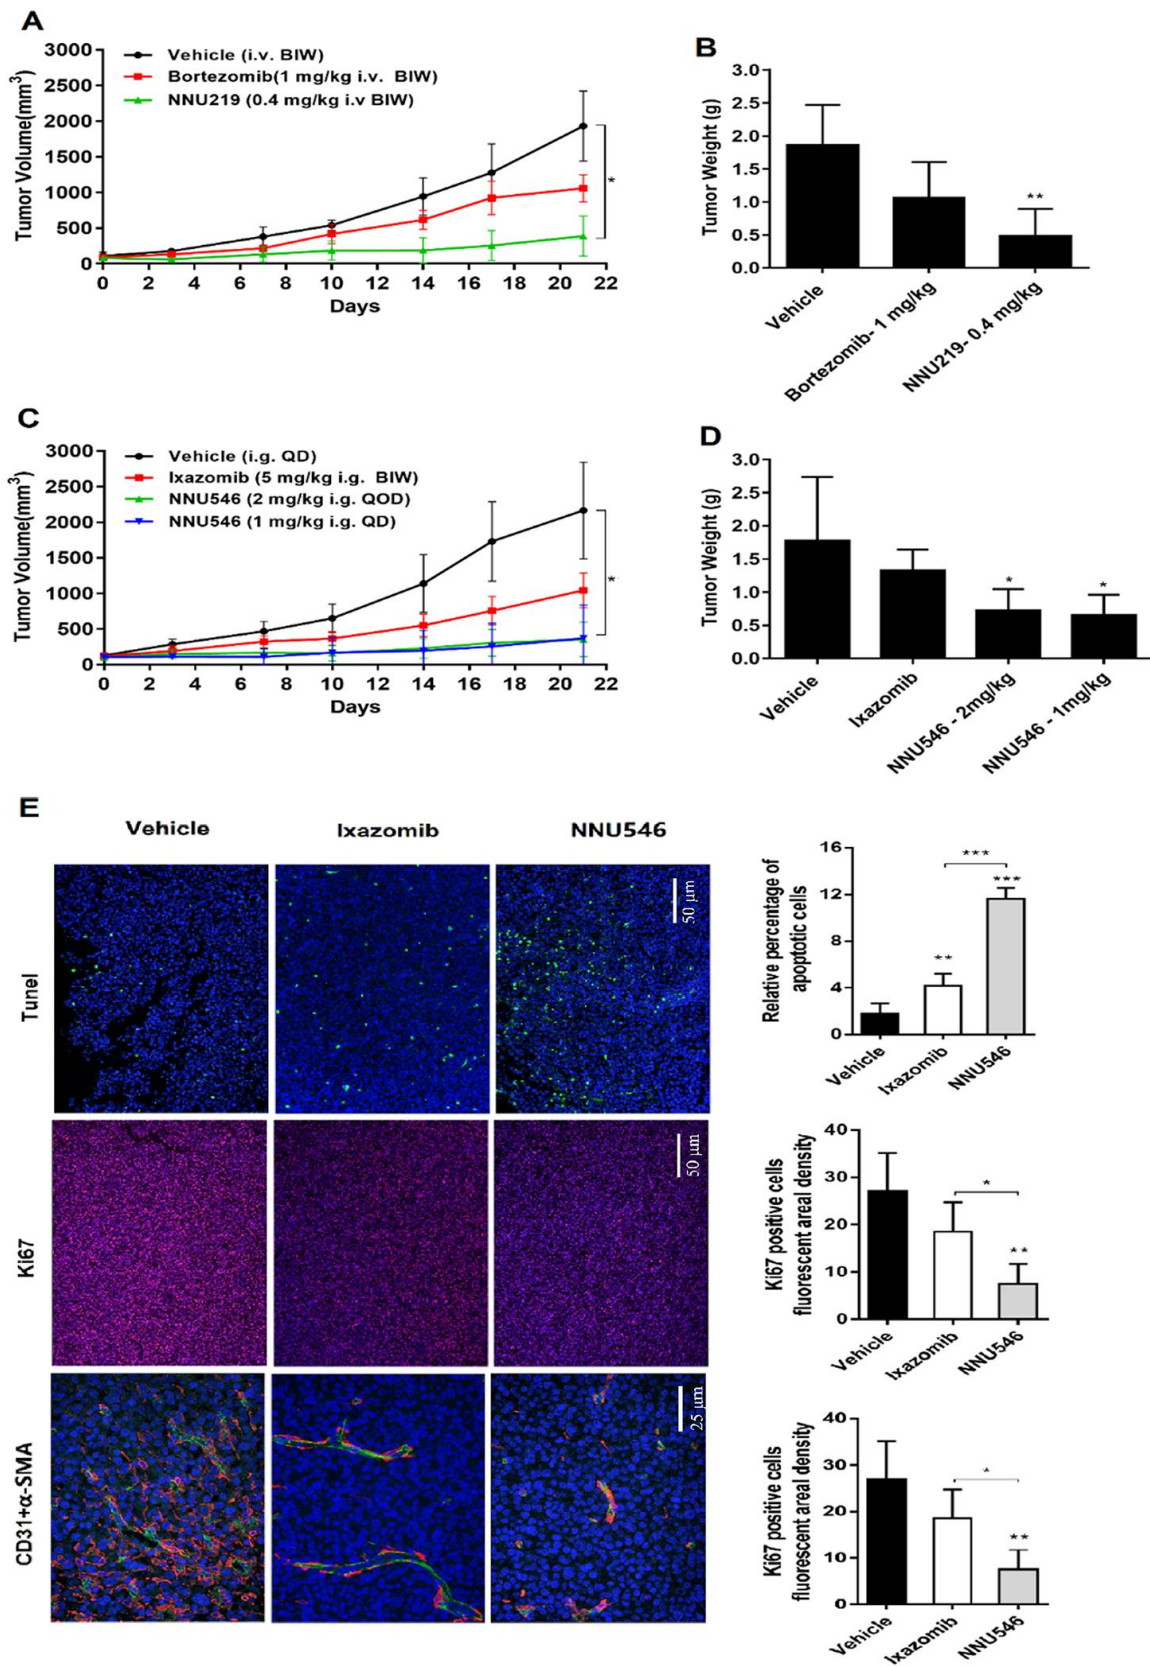 A
3000
2500
2000
1500
1000
500
0
Tumor Volume(mm3)
Vehicle (i.v. BIW)
Bortezomib(1 mg/kg i.v. BIW)
NNU219 (0.4 mg/kg i.v BIW)
*
0 2 4 6 8 10 12 14 16 18 20 22
Days
B
3.0
2.5
2.0
1.5
1.0
0.5
0.0
Tumor Weight (g)
**
Vehicle
Bortezomib- 1 mg/kg
NNU219- 0.4 mg/kg
C
3000
2500
2000
1500
1000
500
0
Tumor Volume(mm3)
Vehicle (i.g. QD)
Ixazomib (5 mg/kg i.g. BIW)
NNU546 (2 mg/kg i.g. QOD)
NNU546 (1 mg/kg i.g. QD)
*
0 2 4 6 8 10 12 14 16 18 20 22
Days
D
3.0
2.5
2.0
1.5
1.0
0.5
0.0
Tumor Weight (g)
*
*
Vehicle
Ixazomib
NNU546 - 2mg/kg
NNU546 - 1mg/kg
E
Vehicle Ixazomib NNU546
Tunel
50 µm
Relative percentage of
apoptotic cells
16
12
8
4
0
***
***
**
Vehicle
Ixazomib
NNU546
Ki67
50 µm
Ki67 positive cells
fluorescent areal density
40
30
20
10
0
*
**
Vehicle
Ixazomib
NNU546
CD31+α-SMA
25 µm
Ki67 positive cells
fluorescent areal density
40
30
20
10
0
*
**
Vehicle
Ixazomib
NNU546